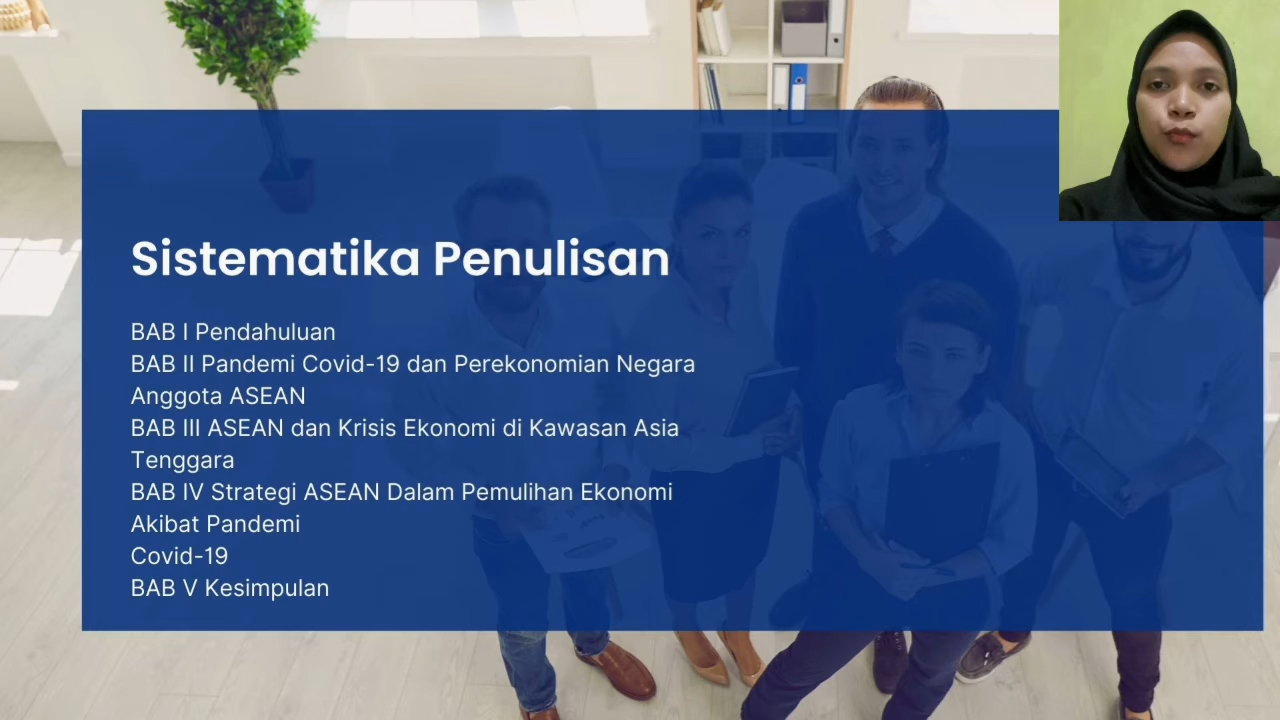 Sistematika Penulisan
BAB I Pendahuluan
BAB II Pandemi Covid-19 dan Perekonomian Negara
Anggota ASEAN
BAB III ASEAN dan Krisis Ekonomi di Kawasan Asia
Tenggara
BAB IV Strategi ASEAN Dalam Pemulihan Ekonomi
Akibat Pandemi
Covid-19
BAB V Kesimpulan